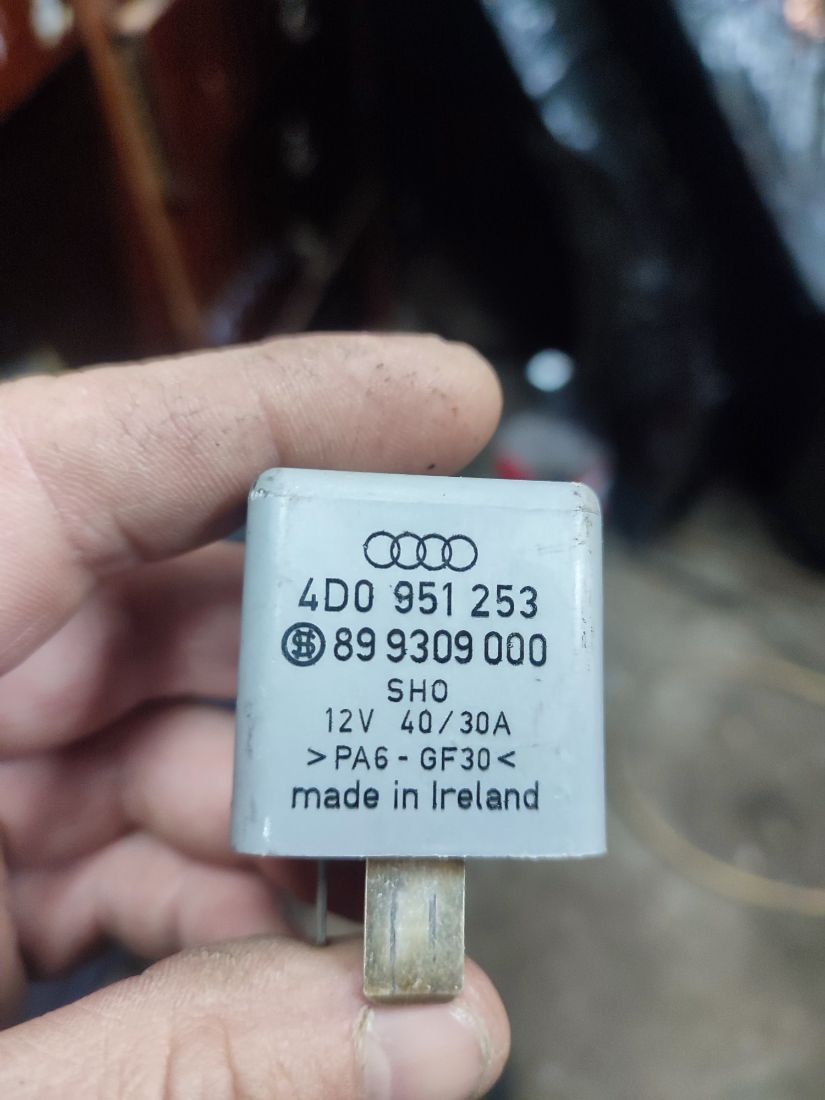 4D0 951 253
89 9309 000
SHO
12V 40/30A
>PA6-GF30<
made in Ireland